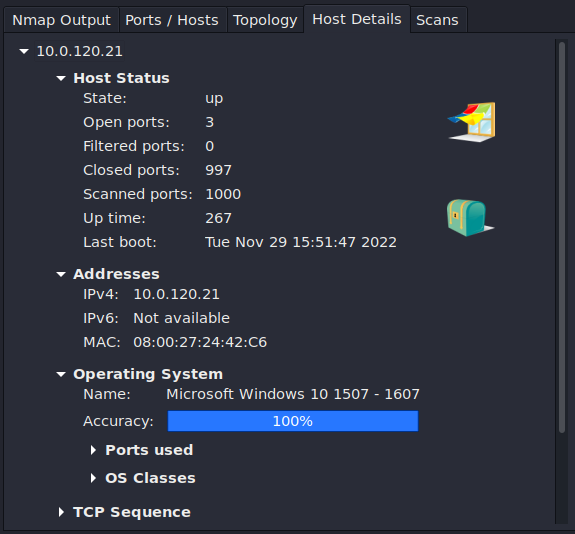 Nmap Output Ports / Hosts Topology Host Details Scans
10.0.120.21
Host Status
State: up
Open ports: 3
Filtered ports: 0
Closed ports: 997
Scanned ports: 1000
Up time: 267
Last boot: Tue Nov 29 15:51:47 2022
Addresses
IPv4: 10.0.120.21
IPv6: Not available
MAC: 08:00:27:24:42:C6
Operating System
Name: Microsoft Windows 10 1507 - 1607
Accuracy: 100%
Ports used
OS Classes
TCP Sequence